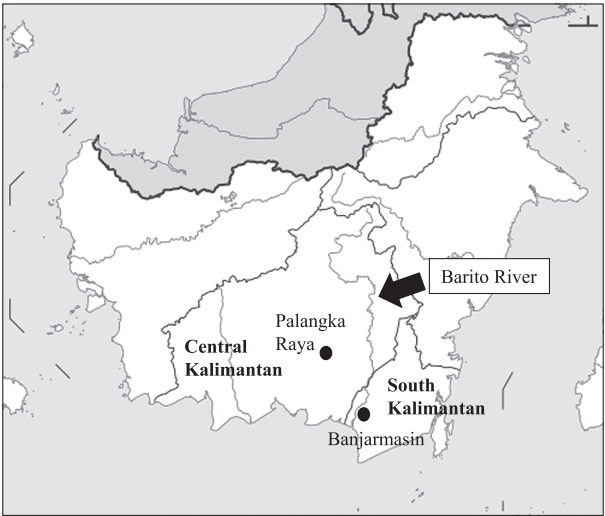 Barito River
Palangka
Raya
Central
Kalimantan
South
Kalimantan
Banjarmasin